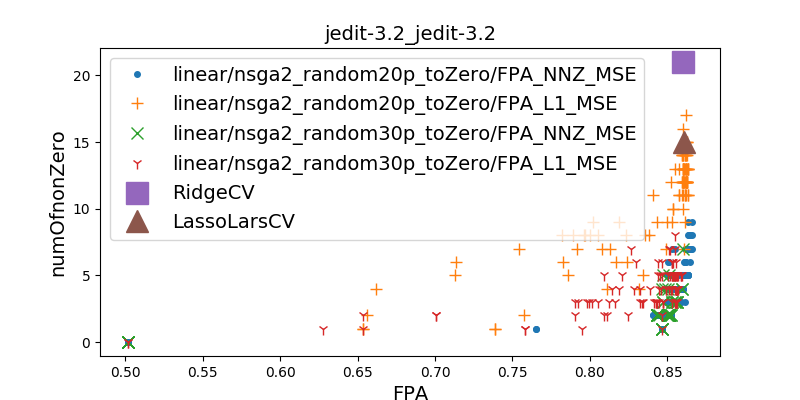 jedit-3.2_jedit-3.2
linear/nsga2_random20p_toZero/FPA_NNZ_MSE
linear/nsga2_random20p_toZero/FPA_L1_MSE
linear/nsga2_random30p_toZero/FPA_NNZ_MSE
linear/nsga2_random30p_toZero/FPA_L1_MSE
RidgeCV
LassoLarsCV
numOfnonZero
20
15
10
5
0
0.50 0.55 0.60 0.65 0.70 0.75 0.80 0.85
FPA